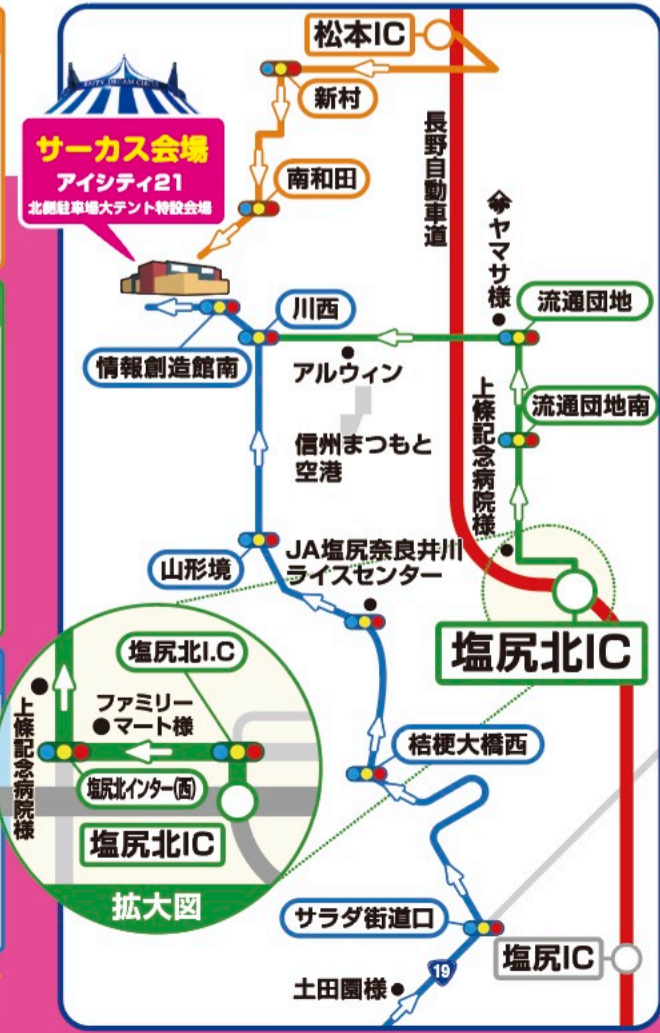 松本IC
新村
HAPPY DREAM CIRCUS
サーカス会場
アイシティ21
北側駐車場大テント特設会場
長野自動車道
南和田
ヤマサ様
川西
流通団地
情報創造館南
アルウィン
流通団地南
上條記念病院様
信州まつもと
空港
山形境
JA塩尻奈良井川
ライスセンター
塩尻北IC
塩尻北I.C
ファミリー
マート様
上條記念病院様
塩尻北インター(西)
塩尻北IC
拡大図
桔梗大橋西
サラダ街道口
塩尻IC
19
土田園様